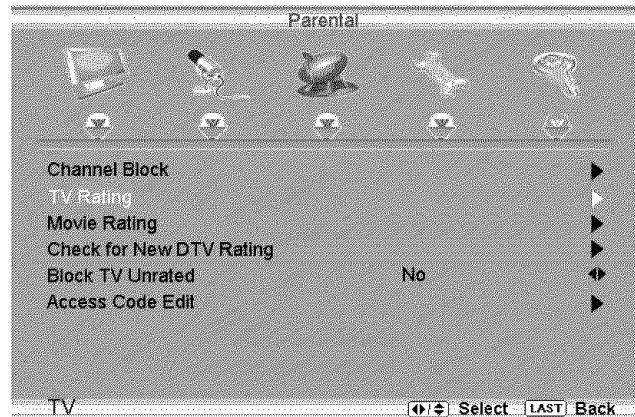 Parental
Channel Block
TV Rating
Movie Rating
Check for New DTV Rating
Block TV Unrated No
Access Code Edit
TV Select LAST Back